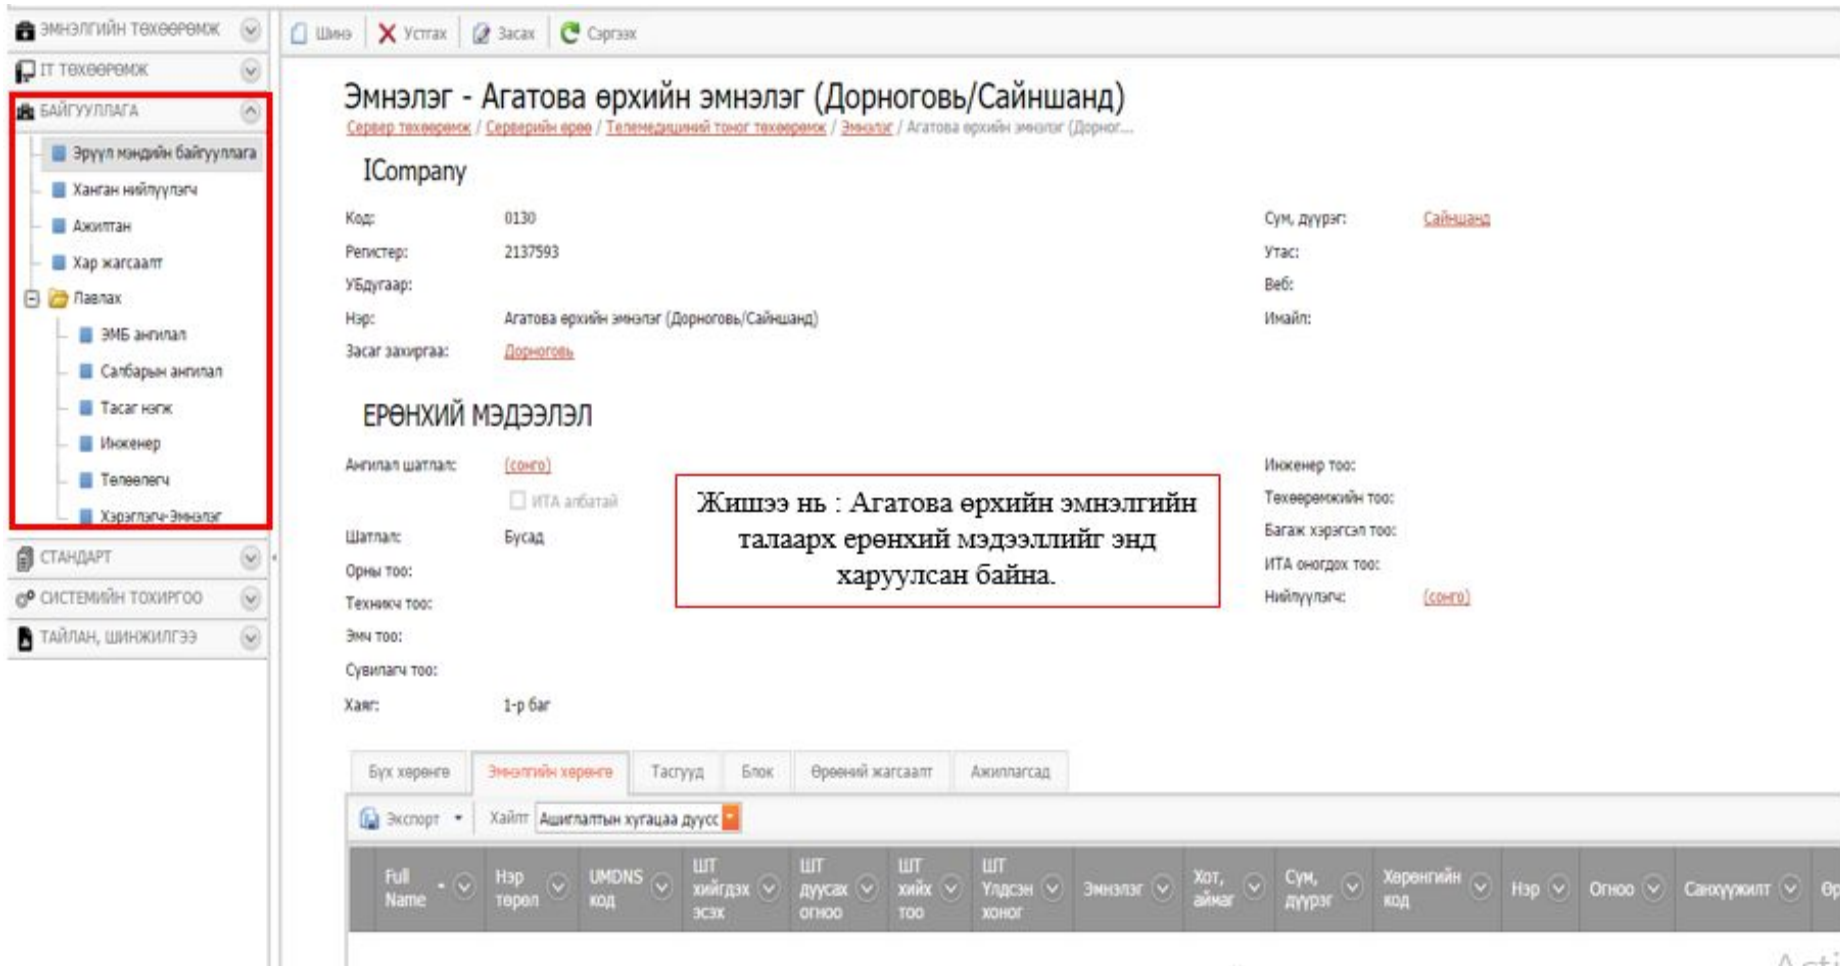 ЭМНЭЛГИЙН ТӨХӨӨРӨМЖ
IT ТӨХӨӨРӨМЖ
БАЙГУУЛЛАГА
Эрүүл мэндийн байгууллага
Ханган нийлүүлэгч
Ажилтан
Хар жагсаалт
Лавлах
ЭМБ ангилал
Салбарын ангилал
Тасаг нэгж
Инженер
Төлөөлөгч
Хэрэглэгч-Эмнэлэг
СТАНДАРТ
СИСТЕМИЙН ТОХИРГОО
ТАЙЛАН, ШИНЖИЛГЭЭ
Шинэ Устгах Засах Сэргээх
Эмнэлэг - Агатова өрхийн эмнэлэг (Дорноговь/Сайншанд)
Сервер төхөөрөмж / Серверийн өрөө / Телемедициний тоног төхөөрөмж / Эмнэлэг / Агатова өрхийн эмнэлэг (Дорног...
ICompany
Код: 0130 Сум, дүүрэг: Сайншанд
Регистер: 2137593 Утас:
УБдугаар: Веб:
Нэр: Агатова өрхийн эмнэлэг (Дорноговь/Сайншанд) Имайл:
Засаг захиргаа: Дорноговь
ЕРӨНХИЙ МЭДЭЭЛЭЛ
Ангилал шатлал: (сонго) Инженер тоо:
ИТА албатай Төхөөрөмжийн тоо:
Шатлал: Бусад Багаж хэрэгсэл тоо:
Орны тоо: ИТА оногдох тоо:
Техникч тоо: Нийлүүлэгч: (сонго)
Эмч тоо:
Сувилагч тоо:
Хаяг: 1-р баг
Жишээ нь : Агатова өрхийн эмнэлгийн
талаарх ерөнхий мэдээллийг энд
харуулсан байна.
Бүх хөрөнгө Эмнэлгийн хөрөнгө Тасгууд Блок Өрөөний жагсаалт Ажиллагсад
Экспорт Хайлт Ашиглалтын хугацаа дуусс
Full Name Нэр төрөл UMDNS код ШТ хийгдэх эсэх ШТ дуусах огноо ШТ хийх тоо ШТ Үлдсэн хоног Эмнэлэг Хот, аймаг Сум, дүүрэг Хөрөнгийн код Нэр Огноо Санхүүжилт Өр